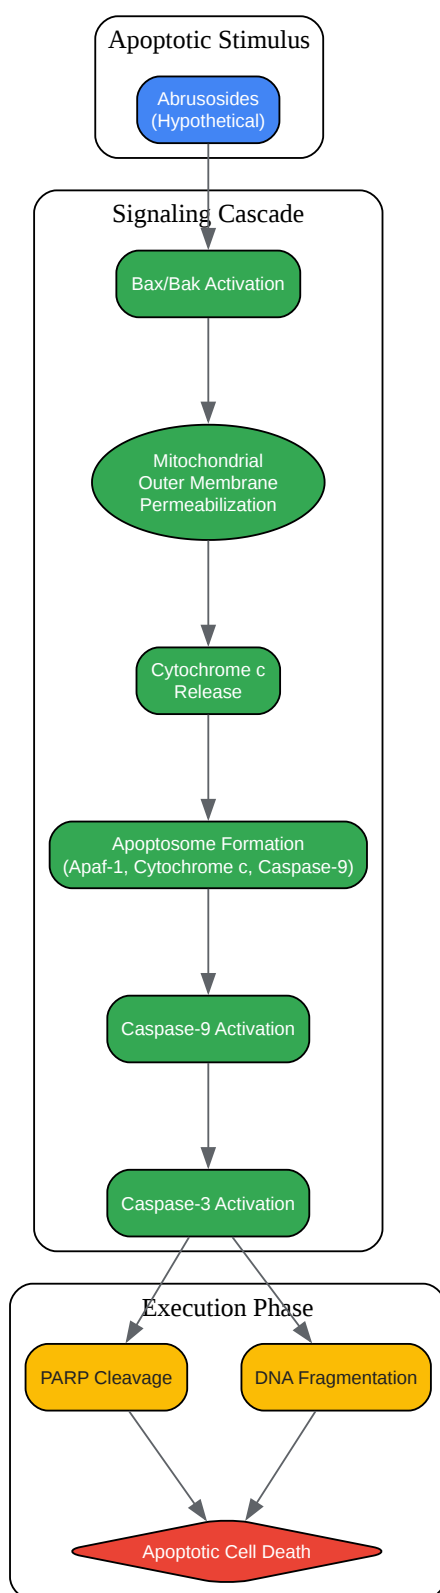 Apoptotic Stimulus
Abrusosides
(Hypothetical)
Signaling Cascade
Bax/Bak Activation
Mitochondrial
Outer Membrane
Permeabilization
Cytochrome c
Release
Apoptosome Formation
(Apaf-1, Cytochrome c, Caspase-9)
Caspase-9 Activation
Caspase-3 Activation
Execution Phase
PARP Cleavage
DNA Fragmentation
Apoptotic Cell Death